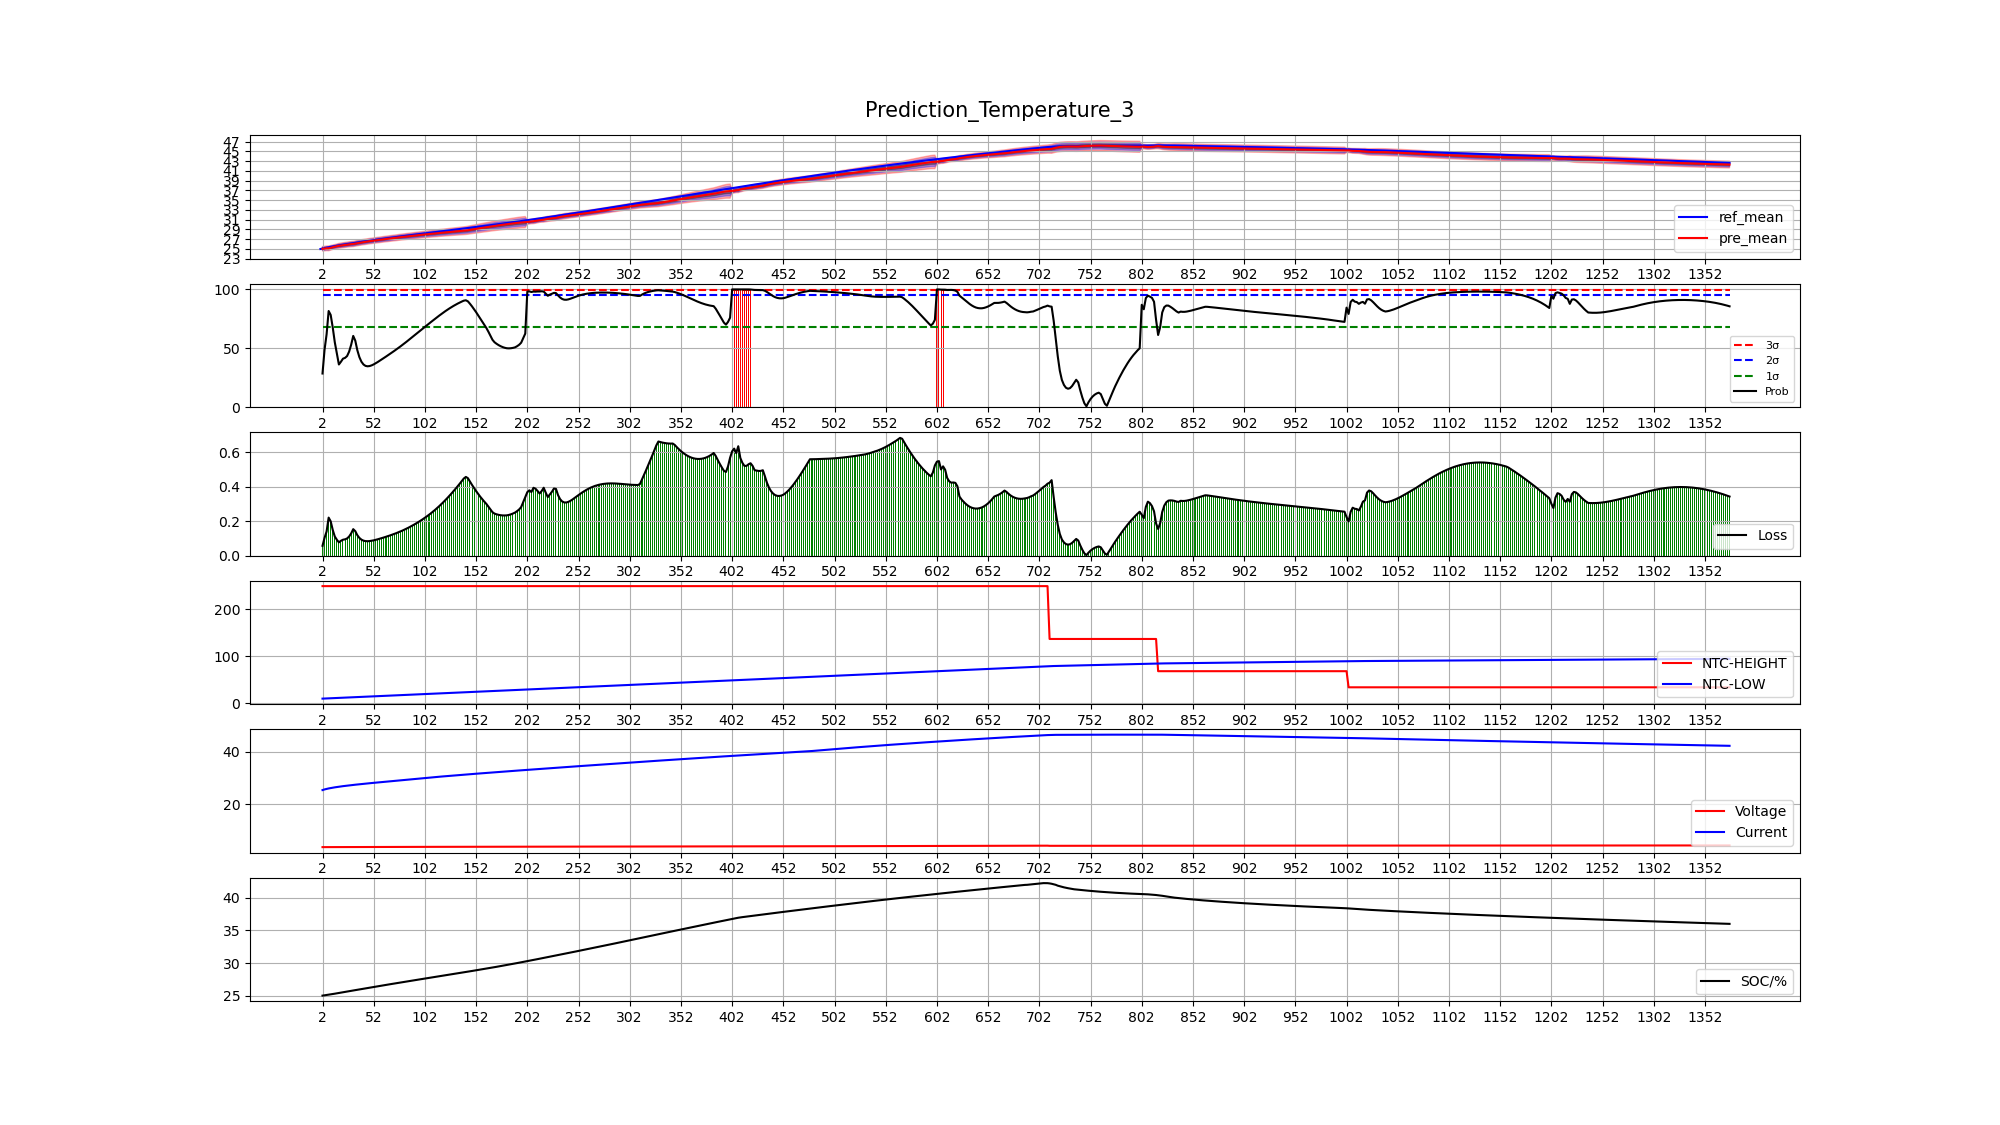 Prediction_Temperature_3
47
45
43
41
39
37
35
33
31
29
27
25
23
ref_mean
pre_mean
2 52 102 152 202 252 302 352 402 452 502 552 602 652 702 752 802 852 902 952 1002 1052 1102 1152 1202 1252 1302 1352
100
50
0
3σ
2σ
1σ
Prob
2 52 102 152 202 252 302 352 402 452 502 552 602 652 702 752 802 852 902 952 1002 1052 1102 1152 1202 1252 1302 1352
0.6
0.4
0.2
0.0
Loss
2 52 102 152 202 252 302 352 402 452 502 552 602 652 702 752 802 852 902 952 1002 1052 1102 1152 1202 1252 1302 1352
200
100
0
NTC-HEIGHT
NTC-LOW
2 52 102 152 202 252 302 352 402 452 502 552 602 652 702 752 802 852 902 952 1002 1052 1102 1152 1202 1252 1302 1352
40
20
Voltage
Current
2 52 102 152 202 252 302 352 402 452 502 552 602 652 702 752 802 852 902 952 1002 1052 1102 1152 1202 1252 1302 1352
40
35
30
25
SOC/%
2 52 102 152 202 252 302 352 402 452 502 552 602 652 702 752 802 852 902 952 1002 1052 1102 1152 1202 1252 1302 1352